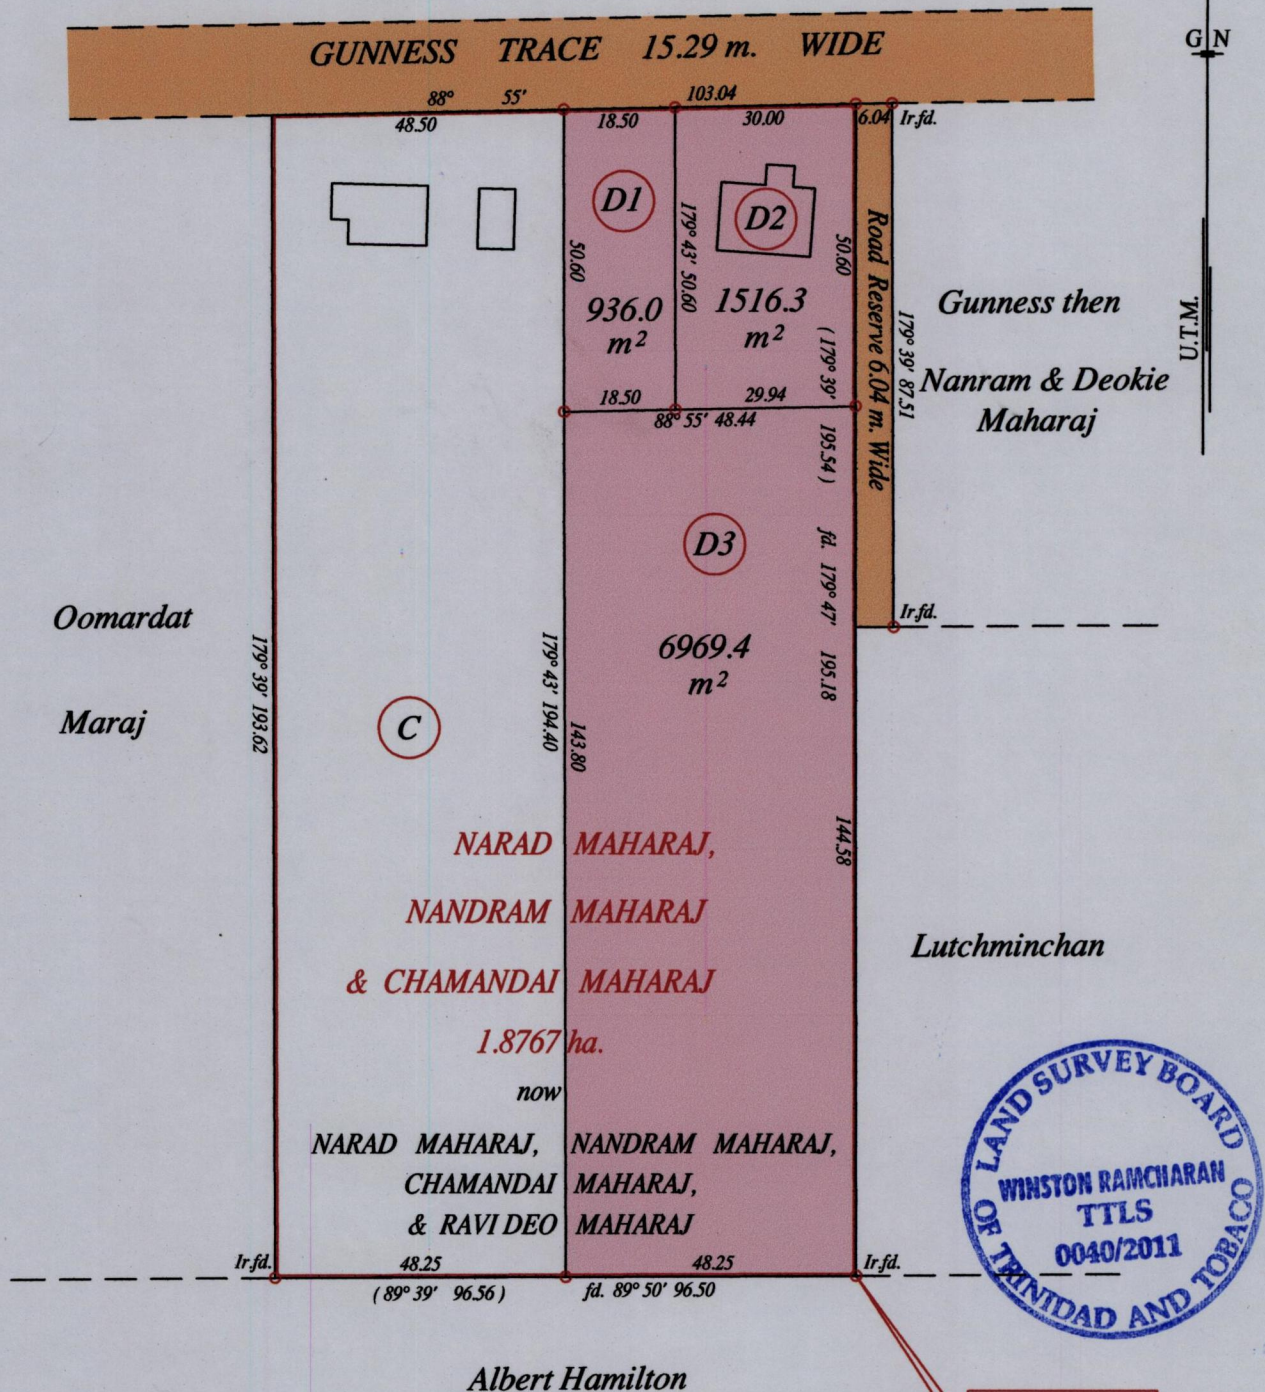 GUNNESS TRACE 15.29 m. WIDE
G N
88° 55' 103.04
48.50 18.50 30.00 6.04 Ir.fd.
D1
D2
50.60
179° 43' 50.60
50.60
Road Reserve 6.04 m. Wide
179° 39' 87.51
936.0
m²
1516.3
m²
Gunness then
Nanram & Deokie
Maharaj
U.T.M.
18.50 29.94
88° 55' 48.44
( 179° 39' 195.54 ) fd. 179° 47' 195.18
D3
6969.4
m²
Ir.fd.
Oomardat
Maraj
179° 39' 193.62
C
179° 43' 194.40
143.80
144.58
NARAD MAHARAJ,
NANDRAM MAHARAJ
& CHAMANDAI MAHARAJ
1.8767 ha.
now
NARAD MAHARAJ, NANDRAM MAHARAJ,
CHAMANDAI MAHARAJ,
& RAVI DEO MAHARAJ
Lutchminchan
LAND SURVEY BOARD
OF TRINIDAD AND TOBACO
WINSTON RAMCHARAN
TTLS
0040/2011
Ir.fd. 48.25 48.25 Ir.fd.
( 89° 39' 96.56 ) fd. 89° 50' 96.50
Albert Hamilton